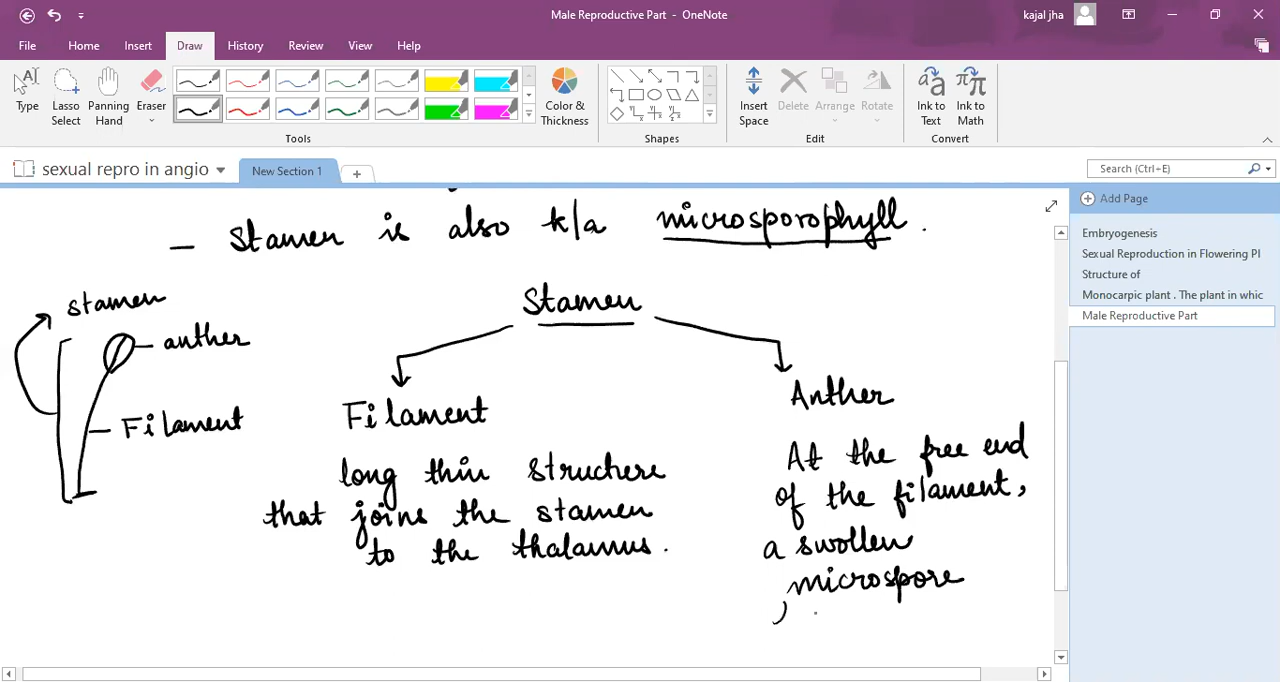 Male Reproductive Part - OneNote
kajal jha
File Home Insert Draw History Review View Help
Type
Lasso Select
Panning Hand
Eraser
Color & Thickness
Insert Space
Delete
Arrange
Rotate
Ink to Text
Ink to Math
Tools
Shapes
Edit
Convert
sexual repro in angio
New Section 1
Search (Ctrl+E)
Add Page
Embryogenesis
Sexual Reproduction in Flowering Pl
Structure of
Monocarpic plant . The plant in whic
Male Reproductive Part
- Stamen is also k/a microsporophyll .
stamen
anther
Filament
Stamen
Filament
long thin structure
that joins the stamen
to the thalamus .
Anther
At the free end
of the filament,
a swollen
microspore